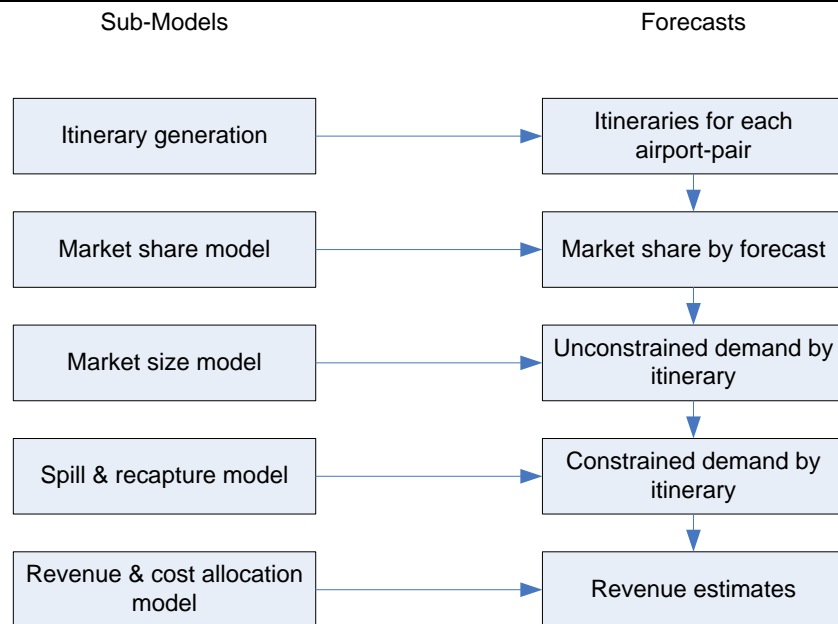 Sub-Models
Forecasts
Itinerary generation
Itineraries for each
airport-pair
Market share model
Market share by forecast
Market size model
Unconstrained demand by
itinerary
Spill & recapture model
Constrained demand by
itinerary
Revenue & cost allocation
model
Revenue estimates